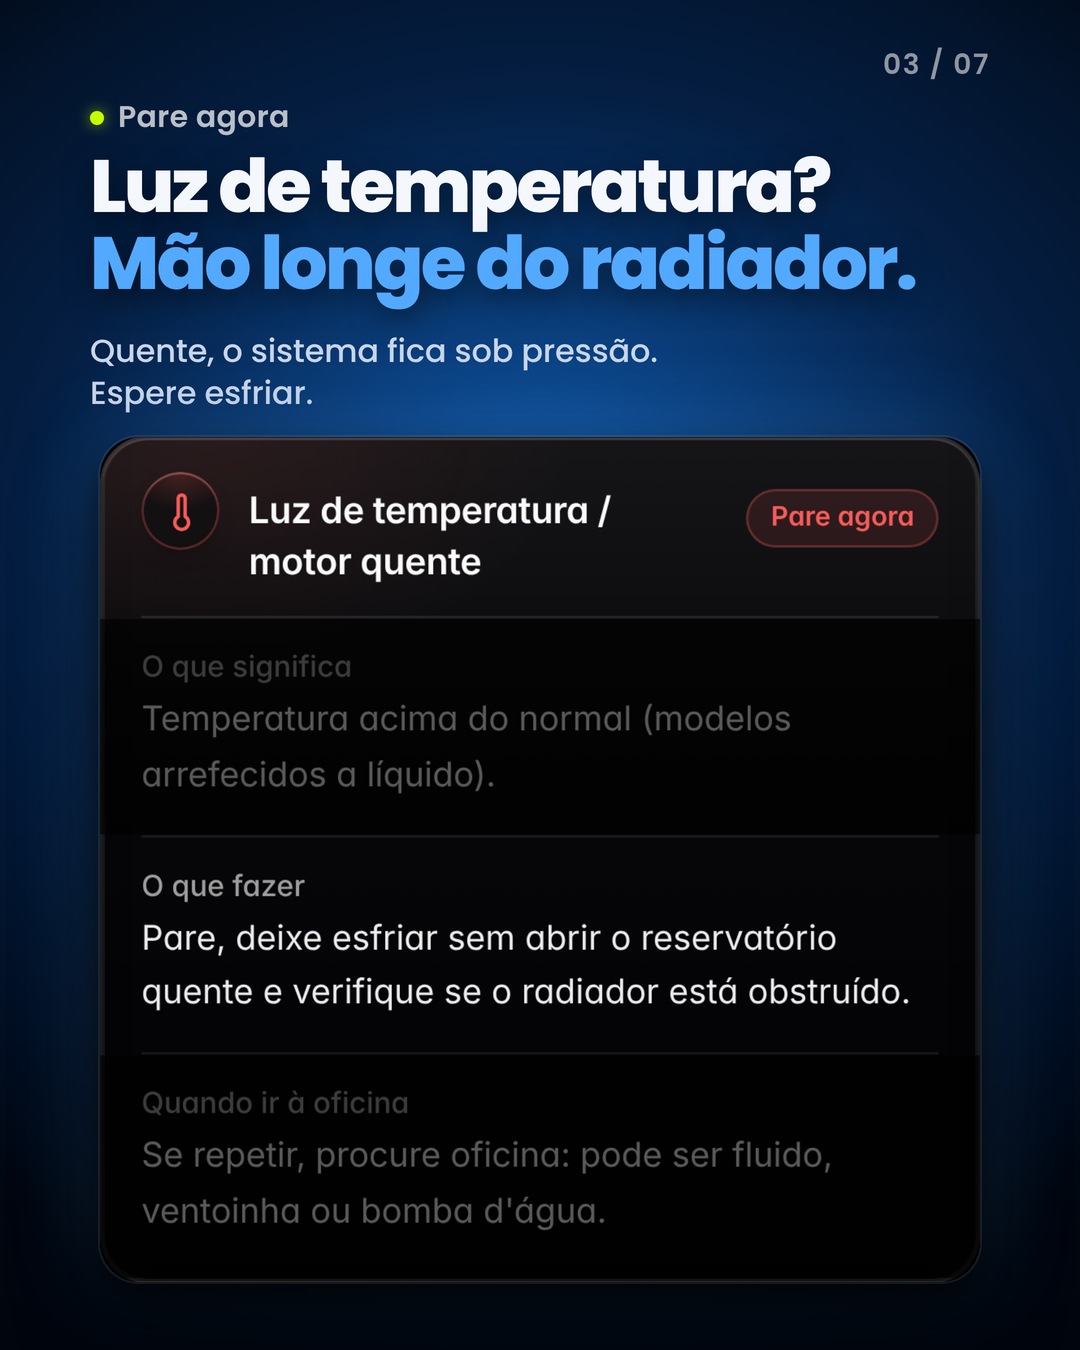 03 / 07
Pare agora
Luz de temperatura?
Mão longe do radiador.
Quente, o sistema fica sob pressão.
Espere esfriar.
Luz de temperatura /
motor quente
Pare agora
O que significa
Temperatura acima do normal (modelos
arrefecidos a líquido).
O que fazer
Pare, deixe esfriar sem abrir o reservatório
quente e verifique se o radiador está obstruído.
Quando ir à oficina
Se repetir, procure oficina: pode ser fluido,
ventoinha ou bomba d'água.